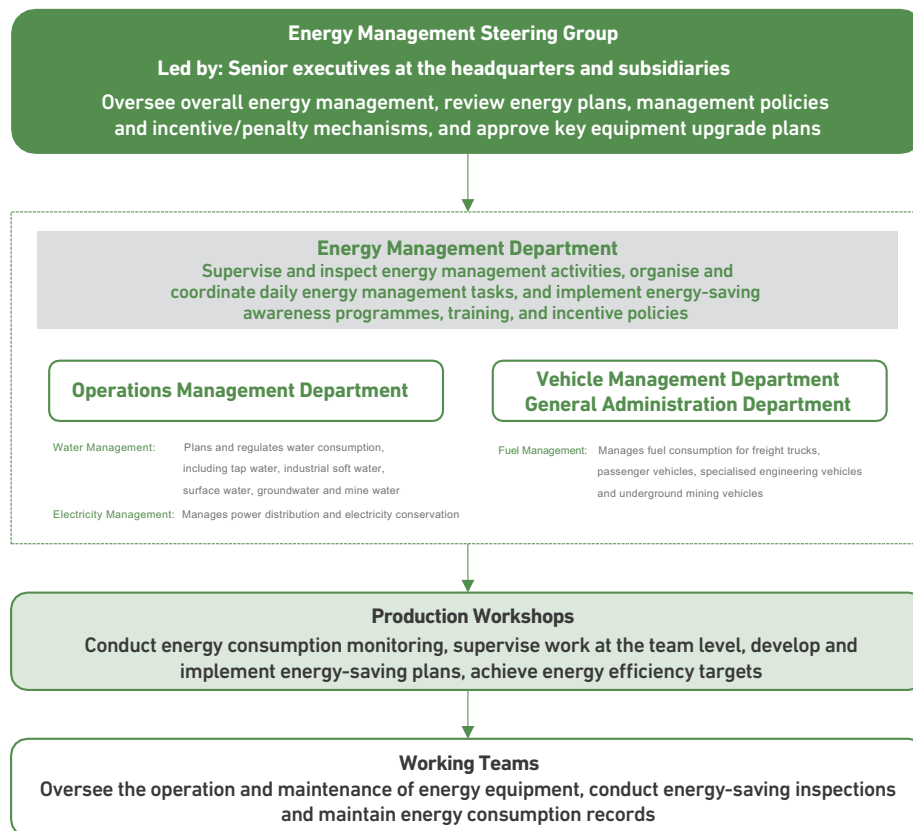 Energy Management Steering Group
Led by: Senior executives at the headquarters and subsidiaries
Oversee overall energy management, review energy plans, management policies
and incentive/penalty mechanisms, and approve key equipment upgrade plans
Energy Management Department
Supervise and inspect energy management activities, organise and
coordinate daily energy management tasks, and implement energy-saving
awareness programmes, training, and incentive policies
Operations Management Department
Water Management: Plans and regulates water consumption,
including tap water, industrial soft water,
surface water, groundwater and mine water
Electricity Management: Manages power distribution and electricity conservation
Vehicle Management Department
General Administration Department
Fuel Management: Manages fuel consumption for freight trucks,
passenger vehicles, specialised engineering vehicles
and underground mining vehicles
Production Workshops
Conduct energy consumption monitoring, supervise work at the team level, develop and
implement energy-saving plans, achieve energy efficiency targets
Working Teams
Oversee the operation and maintenance of energy equipment, conduct energy-saving inspections
and maintain energy consumption records